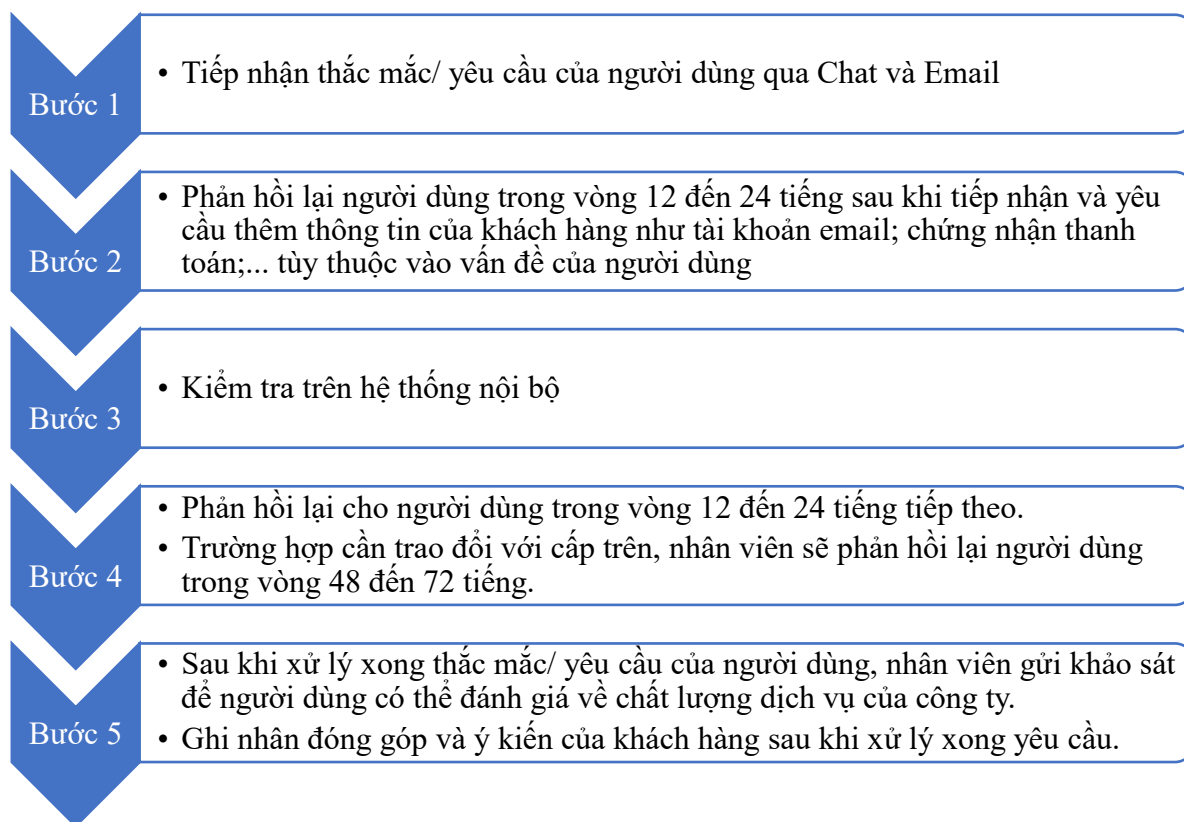 Bước 1
• Tiếp nhận thắc mắc/ yêu cầu của người dùng qua Chat và Email
Bước 2
• Phản hồi lại người dùng trong vòng 12 đến 24 tiếng sau khi tiếp nhận và yêu
cầu thêm thông tin của khách hàng như tài khoản email; chứng nhận thanh
toán;... tùy thuộc vào vấn đề của người dùng
Bước 3
• Kiểm tra trên hệ thống nội bộ
Bước 4
• Phản hồi lại cho người dùng trong vòng 12 đến 24 tiếng tiếp theo.
• Trường hợp cần trao đổi với cấp trên, nhân viên sẽ phản hồi lại người dùng
trong vòng 48 đến 72 tiếng.
Bước 5
• Sau khi xử lý xong thắc mắc/ yêu cầu của người dùng, nhân viên gửi khảo sát
để người dùng có thể đánh giá về chất lượng dịch vụ của công ty.
• Ghi nhân đóng góp và ý kiến của khách hàng sau khi xử lý xong yêu cầu.